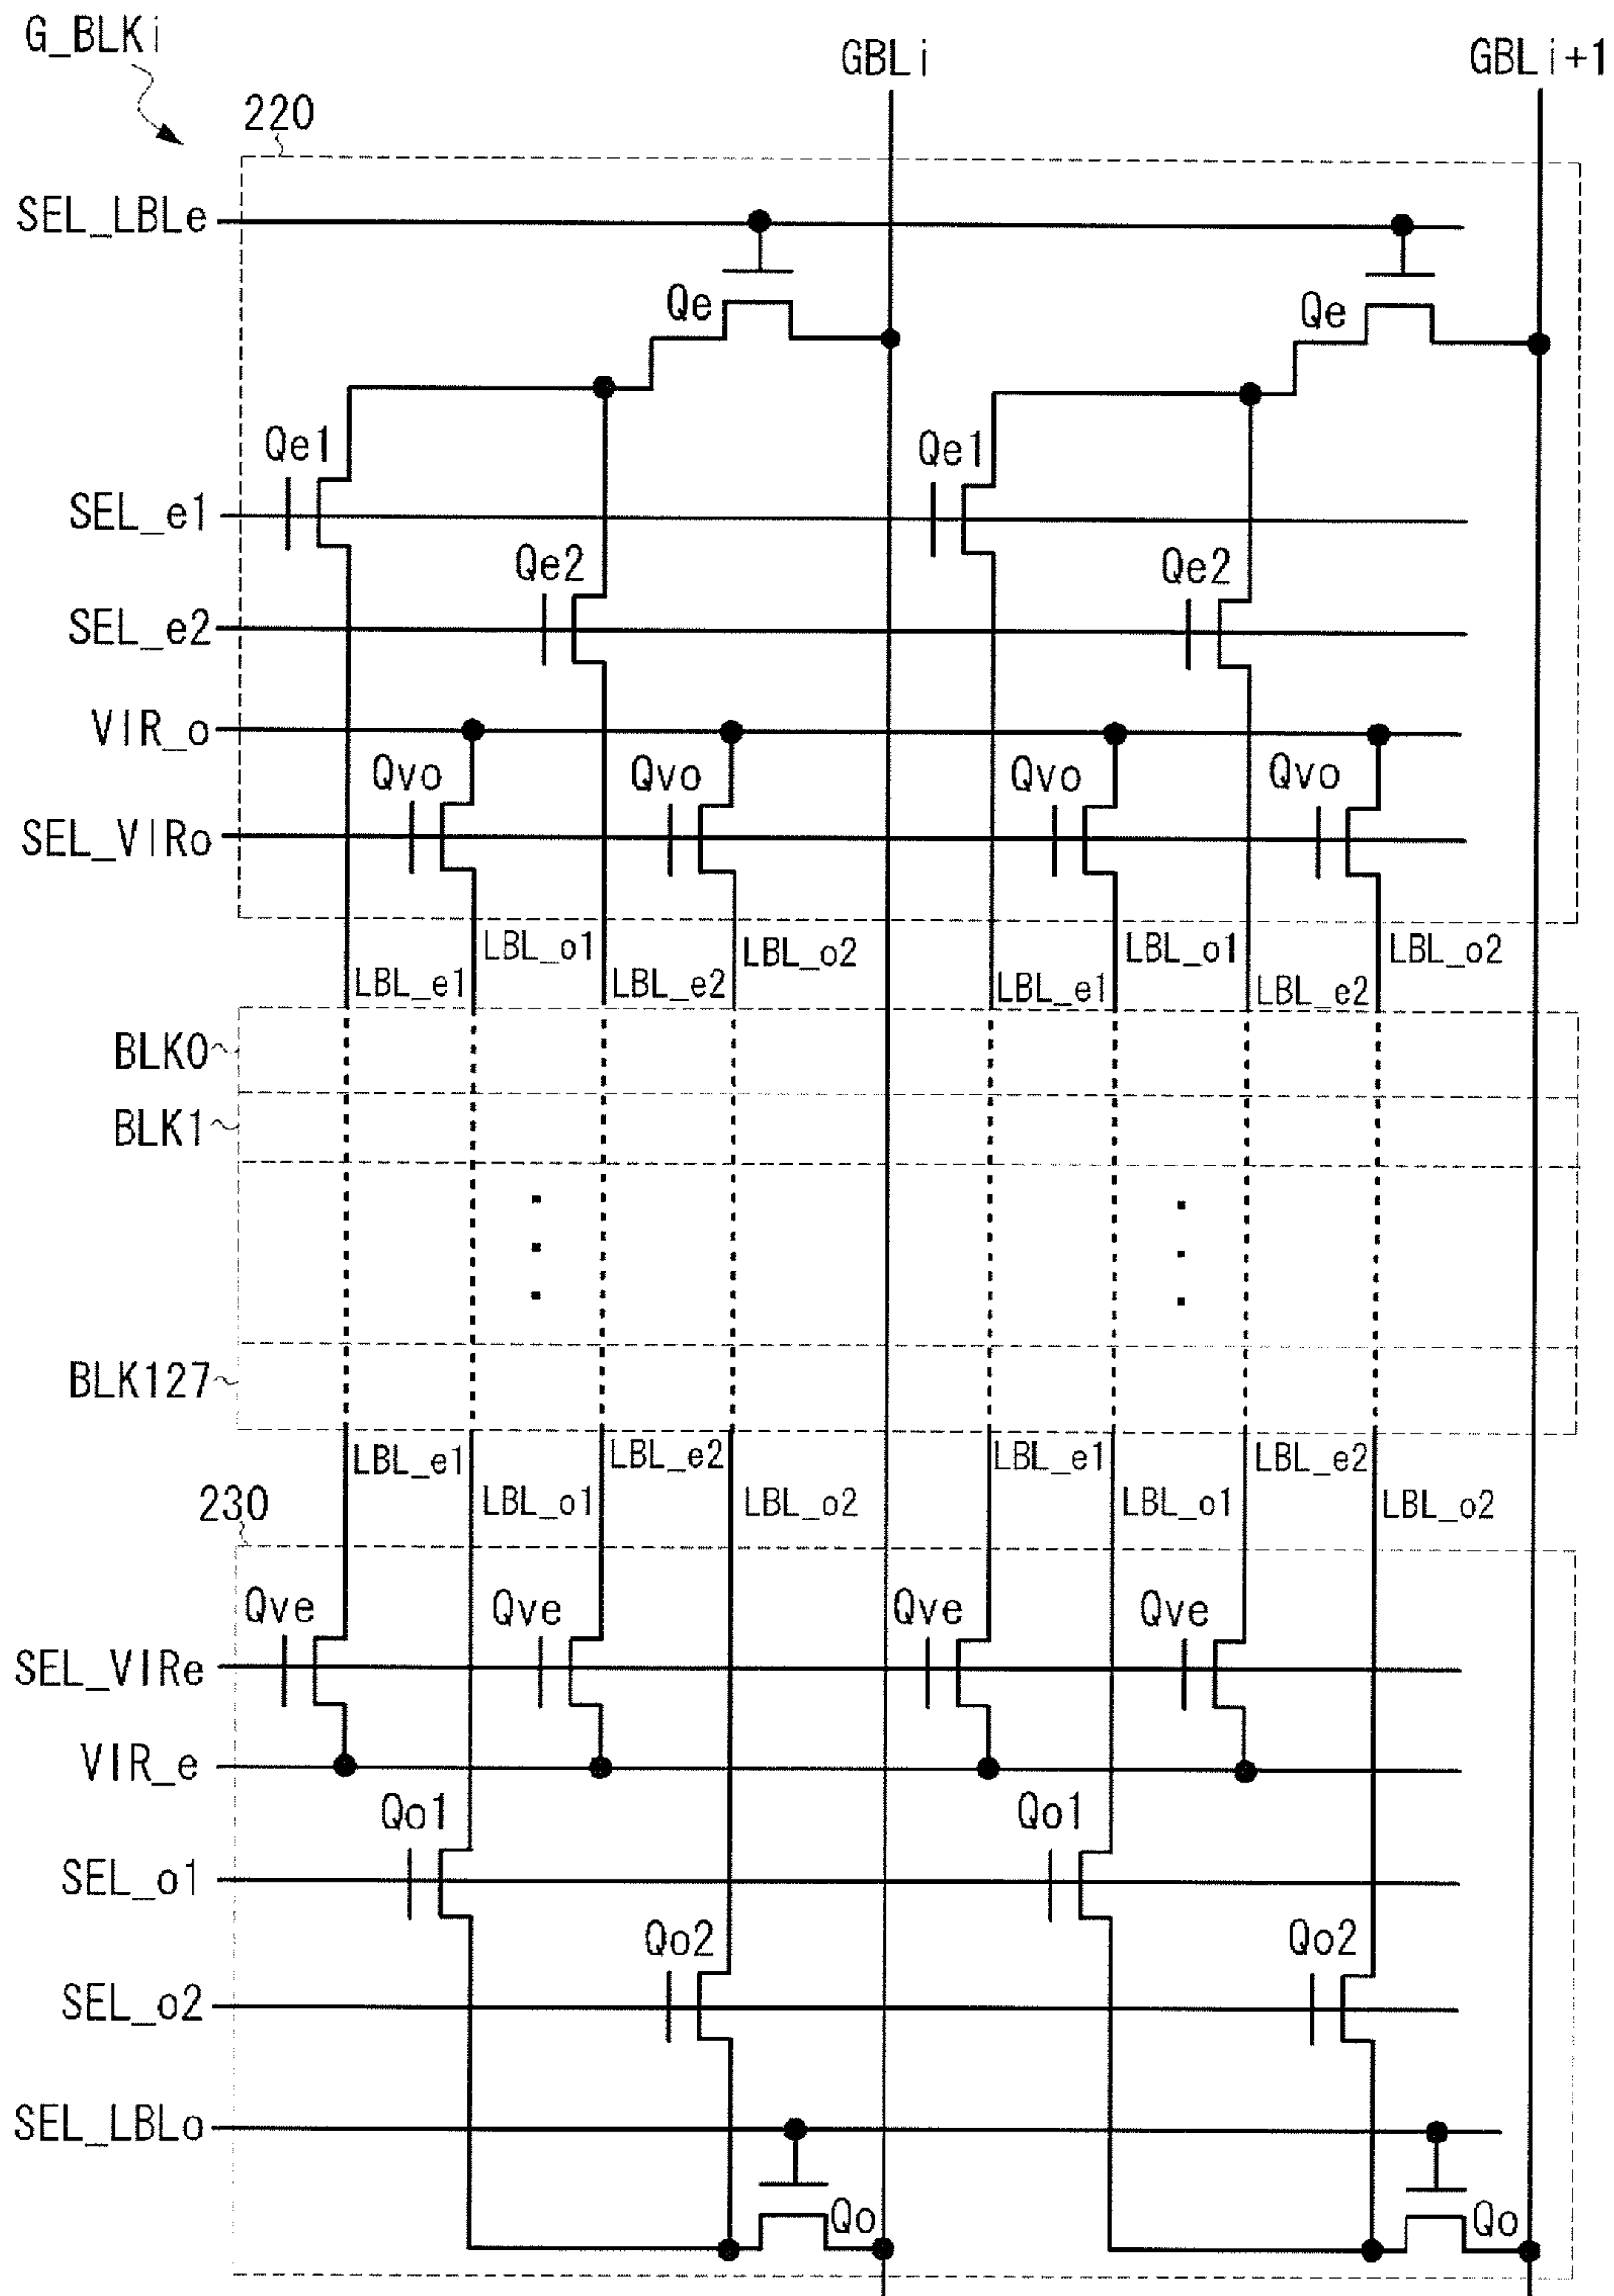 G_BLKi
GBLi
GBLi+1
220
SEL_LBLe
Qe
Qe
Qe1
Qe1
SEL_e1
Qe2
Qe2
SEL_e2
VIR_o
Qvo
Qvo
Qvo
Qvo
SEL_VIRo
LBL_o1
LBL_o2
LBL_o1
LBL_o2
LBL_e1
LBL_e2
LBL_e1
LBL_e2
BLK0
BLK1
BLK127
LBL_e1
LBL_e2
LBL_e1
LBL_e2
230
LBL_o1
LBL_o2
LBL_o1
LBL_o2
Qve
Qve
Qve
Qve
SEL_VIRe
VIR_e
Qo1
Qo1
SEL_o1
Qo2
Qo2
SEL_o2
SEL_LBLo
Qo
Qo